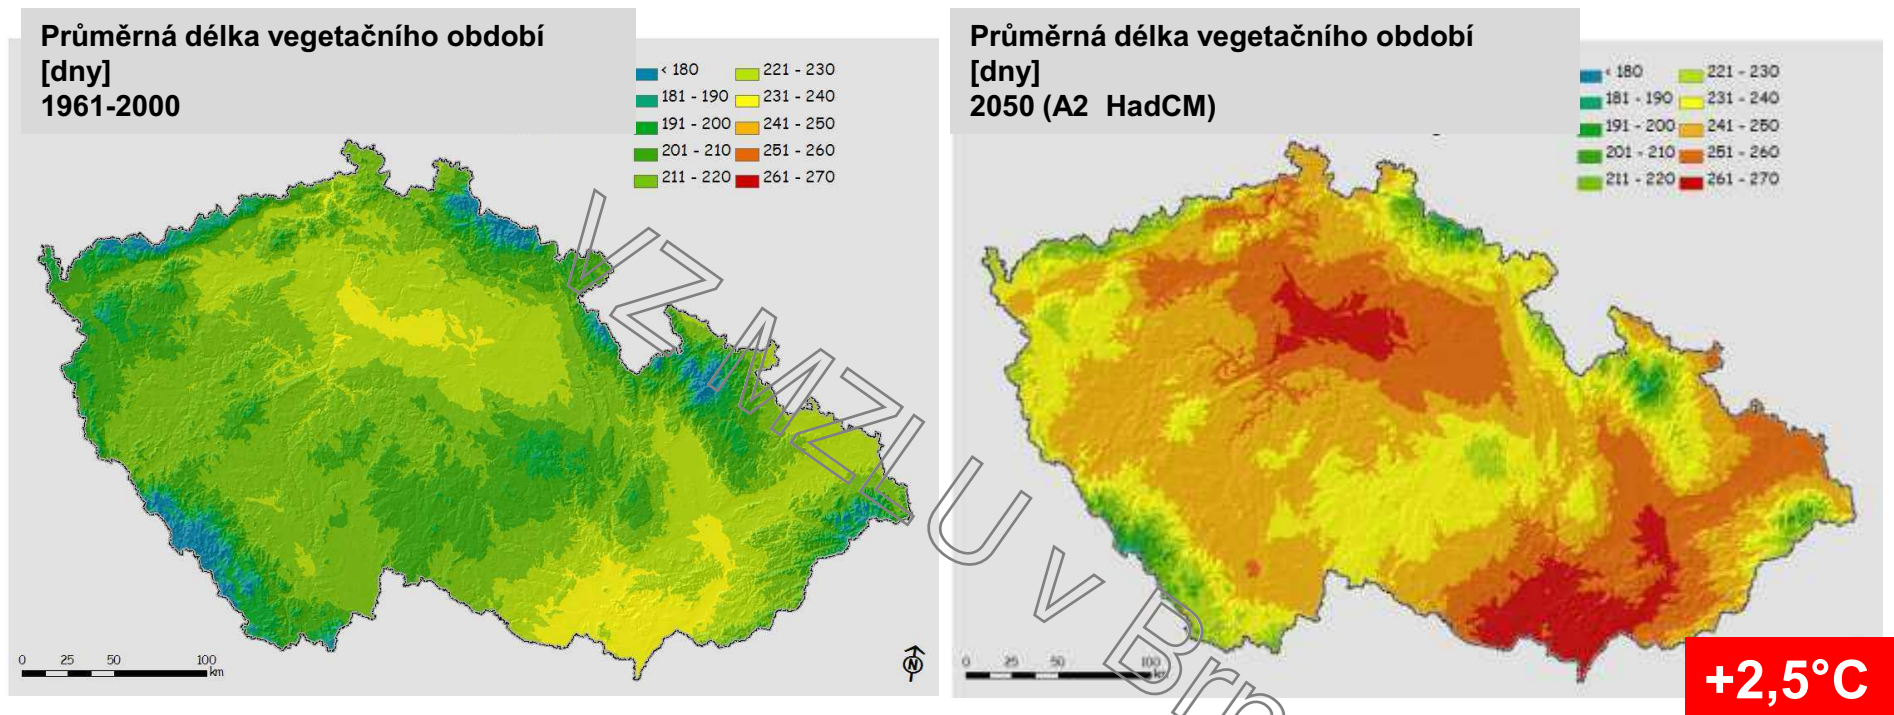 Průměrná délka vegetačního období
[dny]
1961-2000
< 180
181 - 190
191 - 200
201 - 210
211 - 220
221 - 230
231 - 240
241 - 250
251 - 260
261 - 270
0 25 50 100
km
N
Průměrná délka vegetačního období
[dny]
2050 (A2 HadCM)
< 180
181 - 190
191 - 200
201 - 210
211 - 220
221 - 230
231 - 240
241 - 250
251 - 260
261 - 270
0 25 50 100
km
+2,5°C
VZ MZLU v Brn